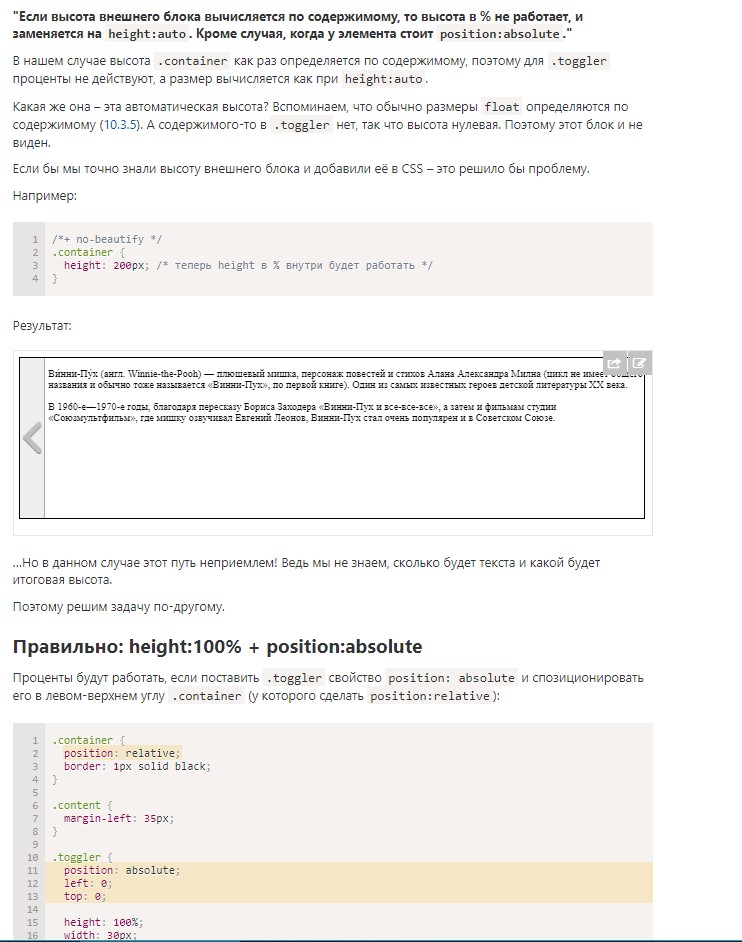 "Если высота внешнего блока вычисляется по содержимому, то высота в % не работает, и
заменяется на height:auto. Кроме случая, когда у элемента стоит position:absolute."
В нашем случае высота .container как раз определяется по содержимому, поэтому для .toggler
проценты не действуют, а размер вычисляется как при height:auto.
Какая же она – эта автоматическая высота? Вспоминаем, что обычно размеры float определяются по
содержимому (10.3.5). А содержимого-то в .toggler нет, так что высота нулевая. Поэтому этот блок и не
виден.
Если бы мы точно знали высоту внешнего блока и добавили её в CSS – это решило бы проблему.
Например:
1 /*+ no-beautify */
2 .container {
3 height: 200px; /* теперь height в % внутри будет работать */
4 }
Результат:
Ви́нни-Пу́х (англ. Winnie-the-Pooh) — плюшевый мишка, персонаж повестей и стихов Алана Александра Милна (цикл не имеет общего
названия и обычно тоже называется «Винни-Пух», по первой книге). Один из самых известных героев детской литературы XX века.
В 1960-е—1970-е годы, благодаря пересказу Бориса Заходера «Винни-Пух и все-все-все», а затем и фильмам студии
«Союзмультфильм», где мишку озвучивал Евгений Леонов, Винни-Пух стал очень популярен и в Советском Союзе.
...Но в данном случае этот путь неприемлем! Ведь мы не знаем, сколько будет текста и какой будет
итоговая высота.
Поэтому решим задачу по-другому.
Правильно: height:100% + position:absolute
Проценты будут работать, если поставить .toggler свойство position: absolute и спозиционировать
его в левом-верхнем углу .container (у которого сделать position:relative):
1 .container {
2 position: relative;
3 border: 1px solid black;
4 }
5
6 .content {
7 margin-left: 35px;
8 }
9
10 .toggler {
11 position: absolute;
12 left: 0;
13 top: 0;
14
15 height: 100%;
16 width: 30px;